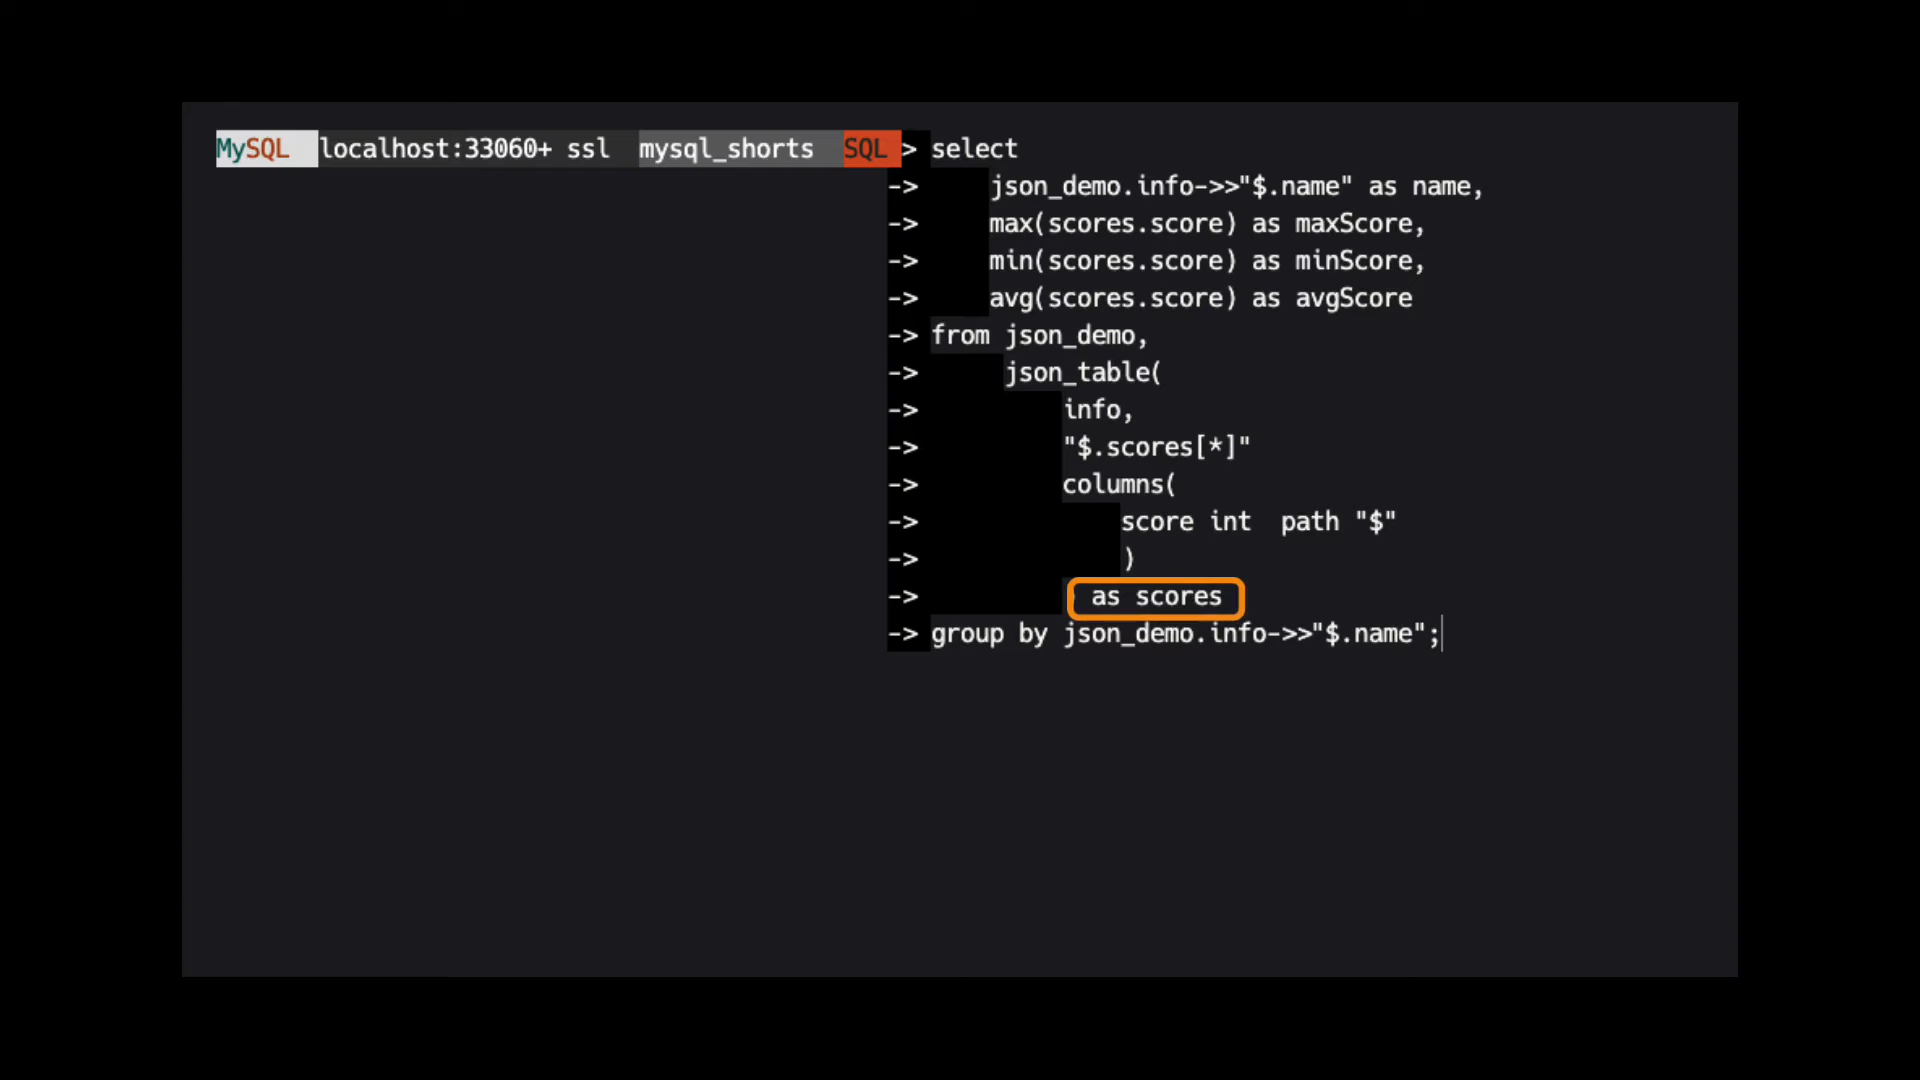 MySQL localhost:33060+ ssl mysql_shorts SQL > select
-> json_demo.info->>"$.name" as name,
-> max(scores.score) as maxScore,
-> min(scores.score) as minScore,
-> avg(scores.score) as avgScore
-> from json_demo,
-> json_table(
-> info,
-> "$.scores[*]"
-> columns(
-> score int path "$"
-> )
-> as scores
-> group by json_demo.info->>"$.name";